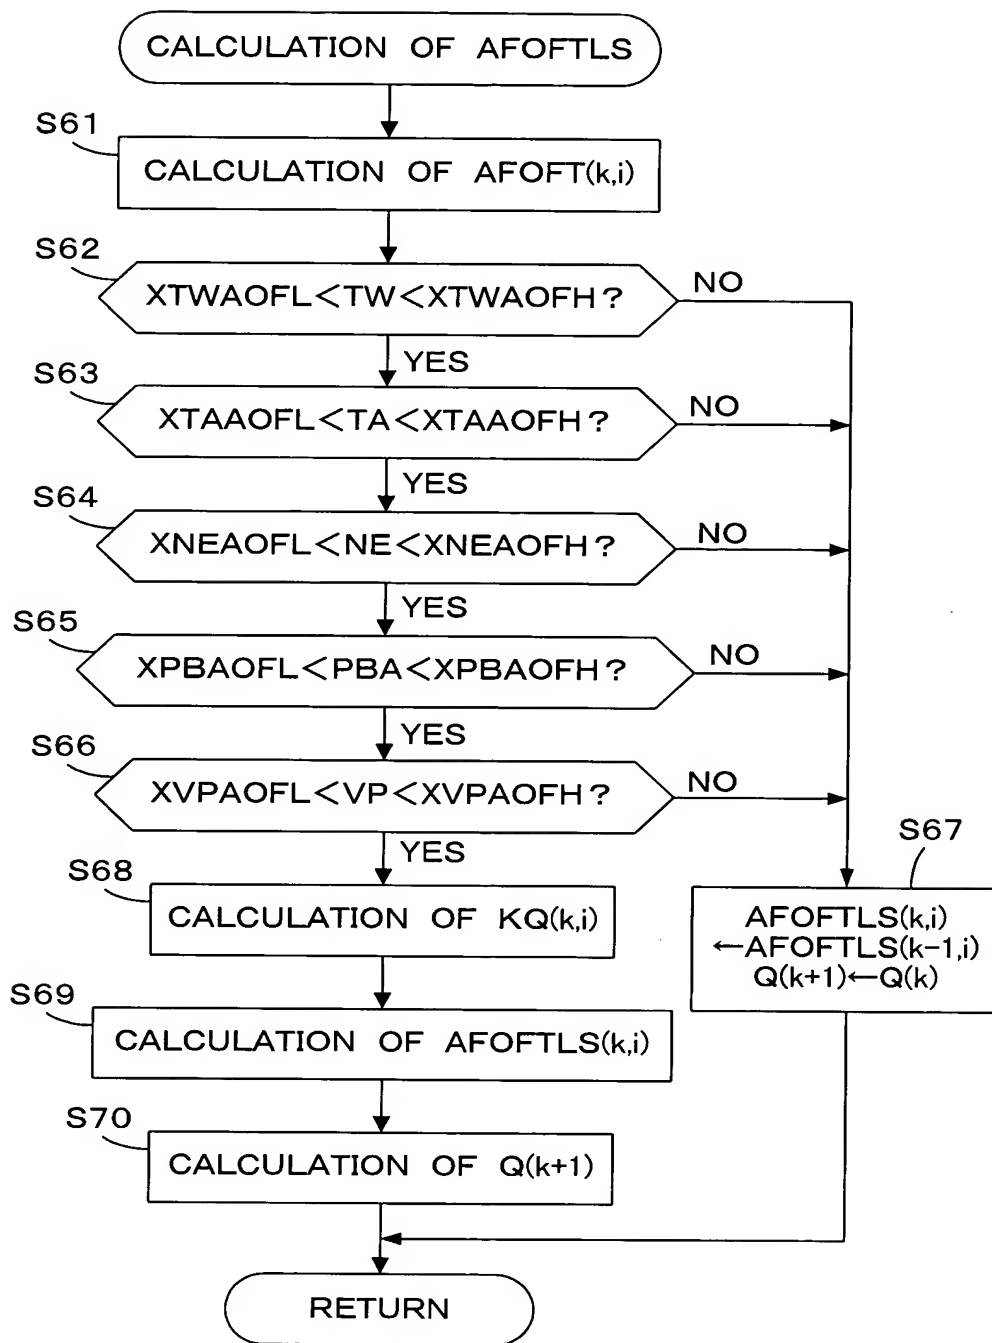 CALCULATION OF AFOFTLS
S61
CALCULATION OF AFOFT(k,i)
S62
XTWAOFL<TW<XTWAOFH?
NO
YES
S63
XTAAOFL<TA<XTAAOFH?
NO
YES
S64
XNEAOFL<NE<XNEAOFH?
NO
YES
S65
XPBAOFL<PBA<XPBAOFH?
NO
YES
S66
XVPAOFL<VP<XVPAOFH?
NO
YES
S67
AFOFTLS(k,i)
←AFOFTLS(k-1,i)
Q(k+1)←Q(k)
S68
CALCULATION OF KQ(k,i)
S69
CALCULATION OF AFOFTLS(k,i)
S70
CALCULATION OF Q(k+1)
RETURN